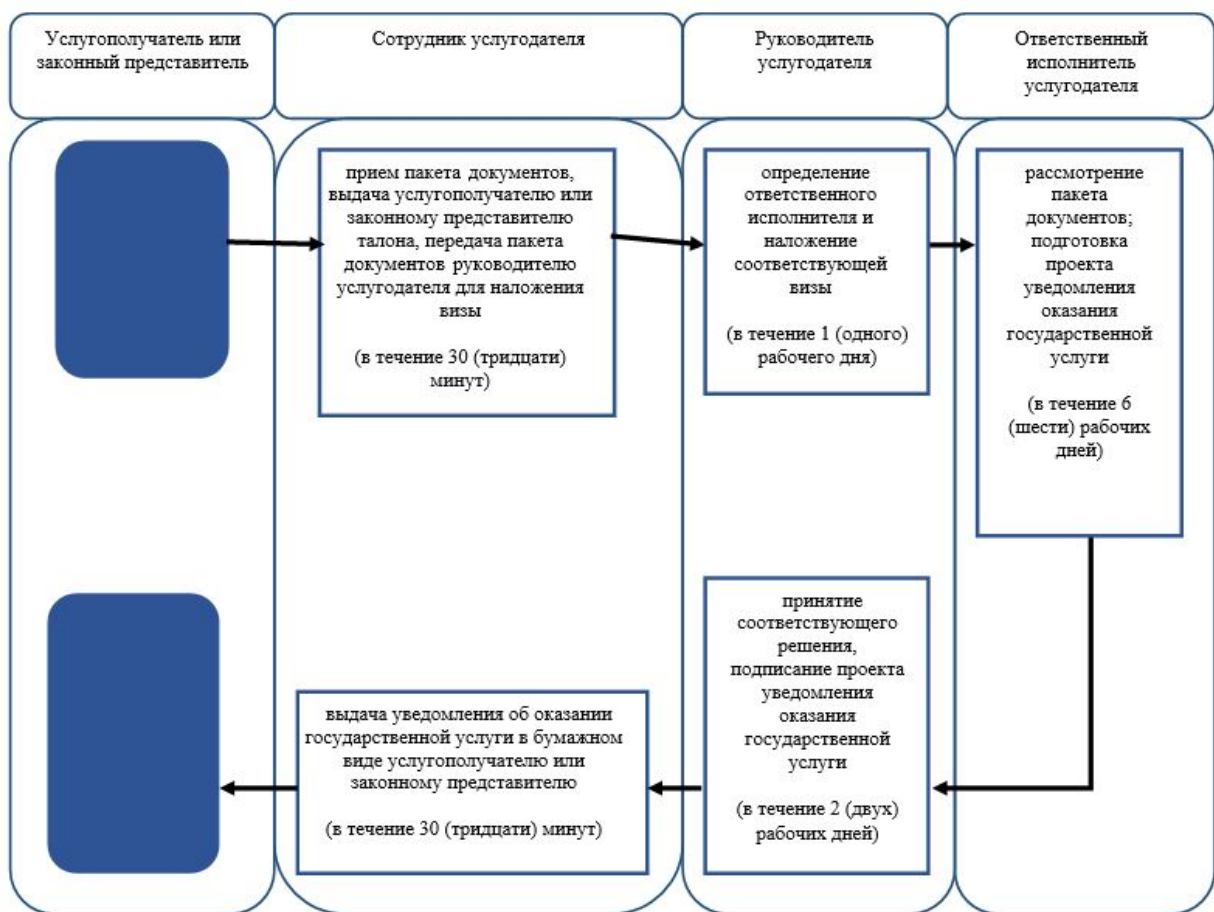 Услугополучатель или
законный представитель
Сотрудник услугодателя
Руководитель
услугодателя
Ответственный
исполнитель
услугодателя
прием пакета документов,
выдача услугополучателю или
законному представителю
талона, передача пакета
документов руководителю
услугодателя для наложения
визы
(в течение 30 (тридцати)
минут)
определение
ответственного
исполнителя и
наложение
соответствующей
визы
(в течение 1 (одного)
рабочего дня)
рассмотрение
пакета
документов;
подготовка
проекта
уведомления
оказания
государственной
услуги
(в течение 6
(шести) рабочих
дней)
принятие
соответствующего
решения,
подписание проекта
уведомления
оказания
государственной
услуги
(в течение 2 (двух)
рабочих дней)
выдача уведомления об оказании
государственной услуги в бумажном
виде услугополучателю или
законному представителю
(в течение 30 (тридцати) минут)